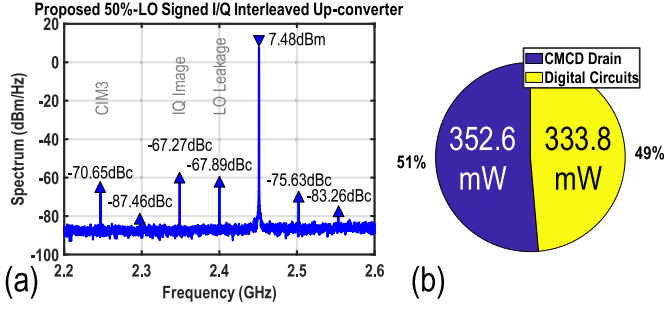 Proposed 50%-LO Signed I/Q Interleaved Up-converter
20
0
-20
-40
-60
-80
-100
Spectrum (dBm/Hz)
7.48dBm
CIM3
IQ Image
LO Leakage
-67.27dBc
-70.65dBc
-67.89dBc
-87.46dBc
-75.63dBc
-83.26dBc
2.2
2.3
2.4
2.5
2.6
Frequency (GHz)
(a)
CMCD Drain
Digital Circuits
352.6
mW
333.8
mW
51%
49%
(b)